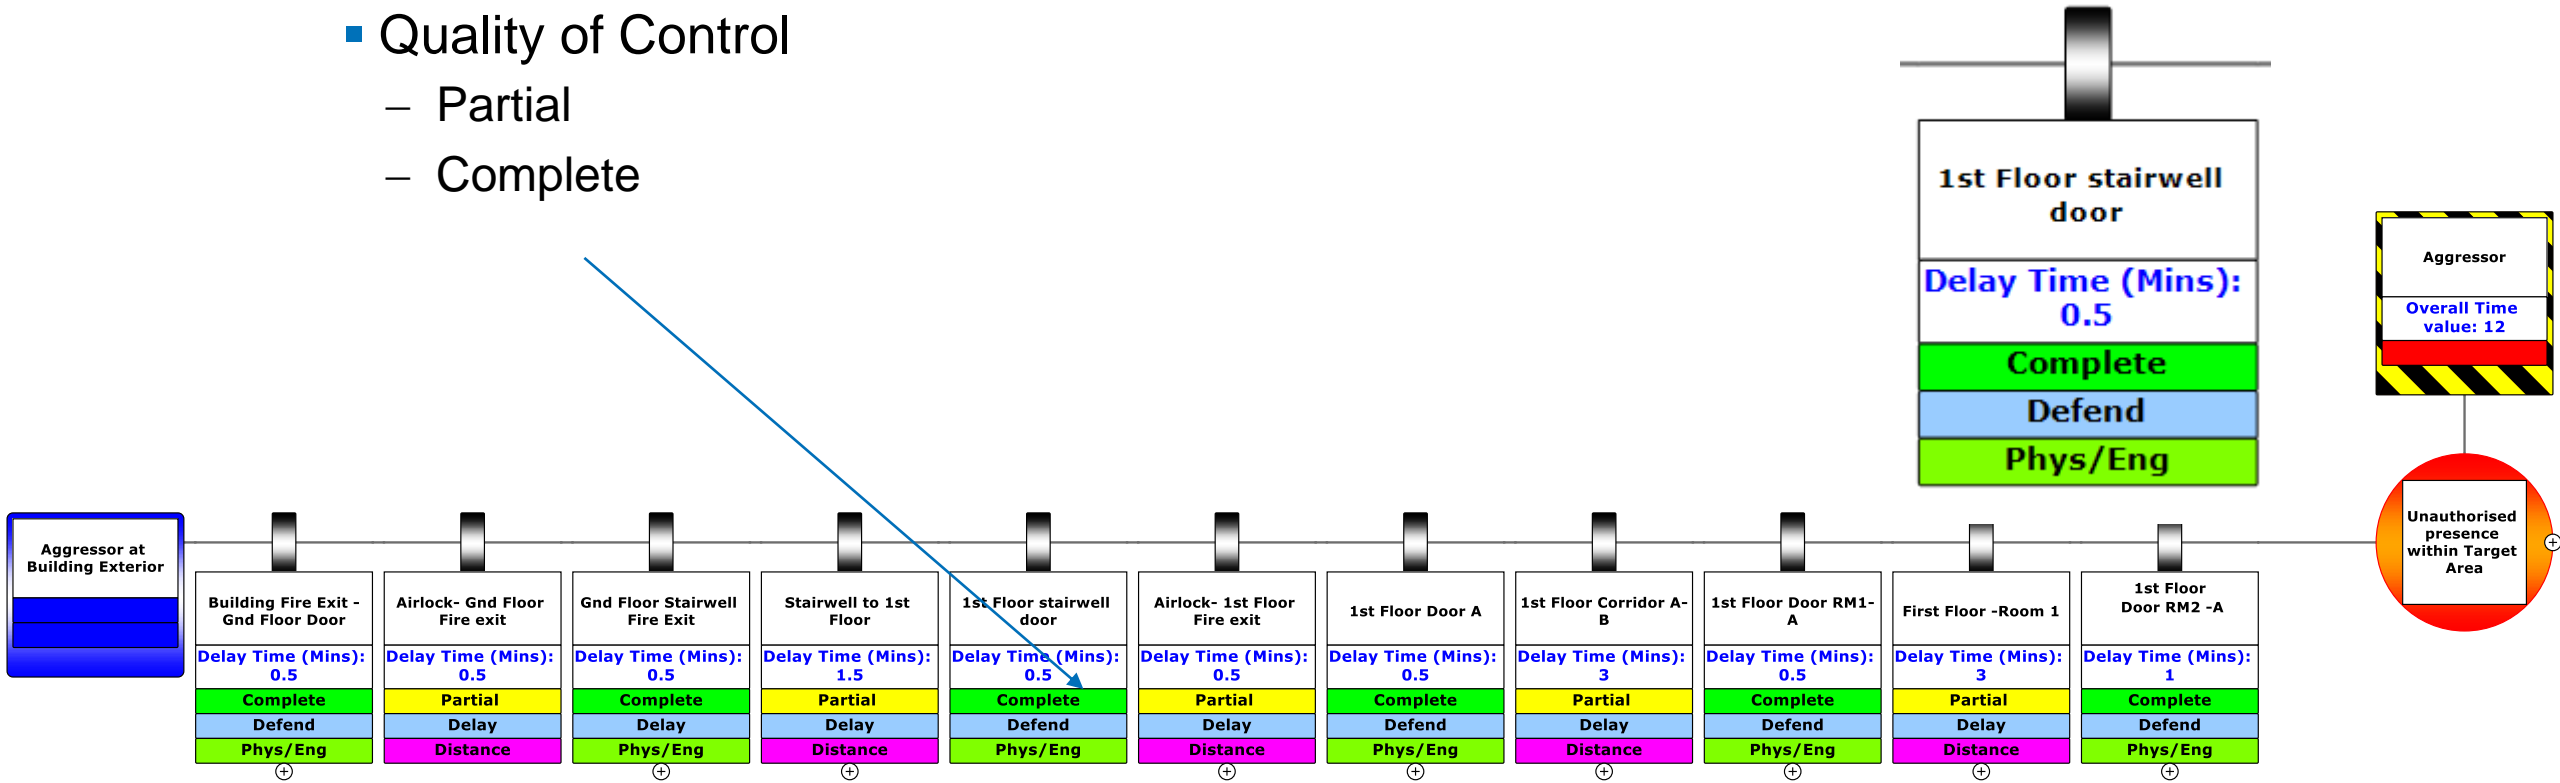 ▪ Quality of Control
– Partial
– Complete
1st Floor stairwell
door
Delay Time (Mins):
0.5
Complete
Defend
Phys/Eng
Aggressor
Overall Time
value: 12
Aggressor at
Building Exterior
Building Fire Exit -
Gnd Floor Door
Delay Time (Mins):
0.5
Complete
Defend
Phys/Eng
Airlock- Gnd Floor
Fire exit
Delay Time (Mins):
0.5
Partial
Delay
Distance
Gnd Floor Stairwell
Fire Exit
Delay Time (Mins):
0.5
Complete
Delay
Phys/Eng
Stairwell to 1st
Floor
Delay Time (Mins):
1.5
Partial
Delay
Distance
1st Floor stairwell
door
Delay Time (Mins):
0.5
Complete
Defend
Phys/Eng
Airlock- 1st Floor
Fire exit
Delay Time (Mins):
0.5
Partial
Delay
Distance
1st Floor Door A
Delay Time (Mins):
0.5
Complete
Defend
Phys/Eng
1st Floor Corridor A-
B
Delay Time (Mins):
3
Partial
Delay
Distance
1st Floor Door RM1-
A
Delay Time (Mins):
0.5
Complete
Defend
Phys/Eng
First Floor -Room 1
Delay Time (Mins):
3
Partial
Delay
Distance
1st Floor
Door RM2 -A
Delay Time (Mins):
1
Complete
Defend
Phys/Eng
Unauthorised
presence
within Target
Area